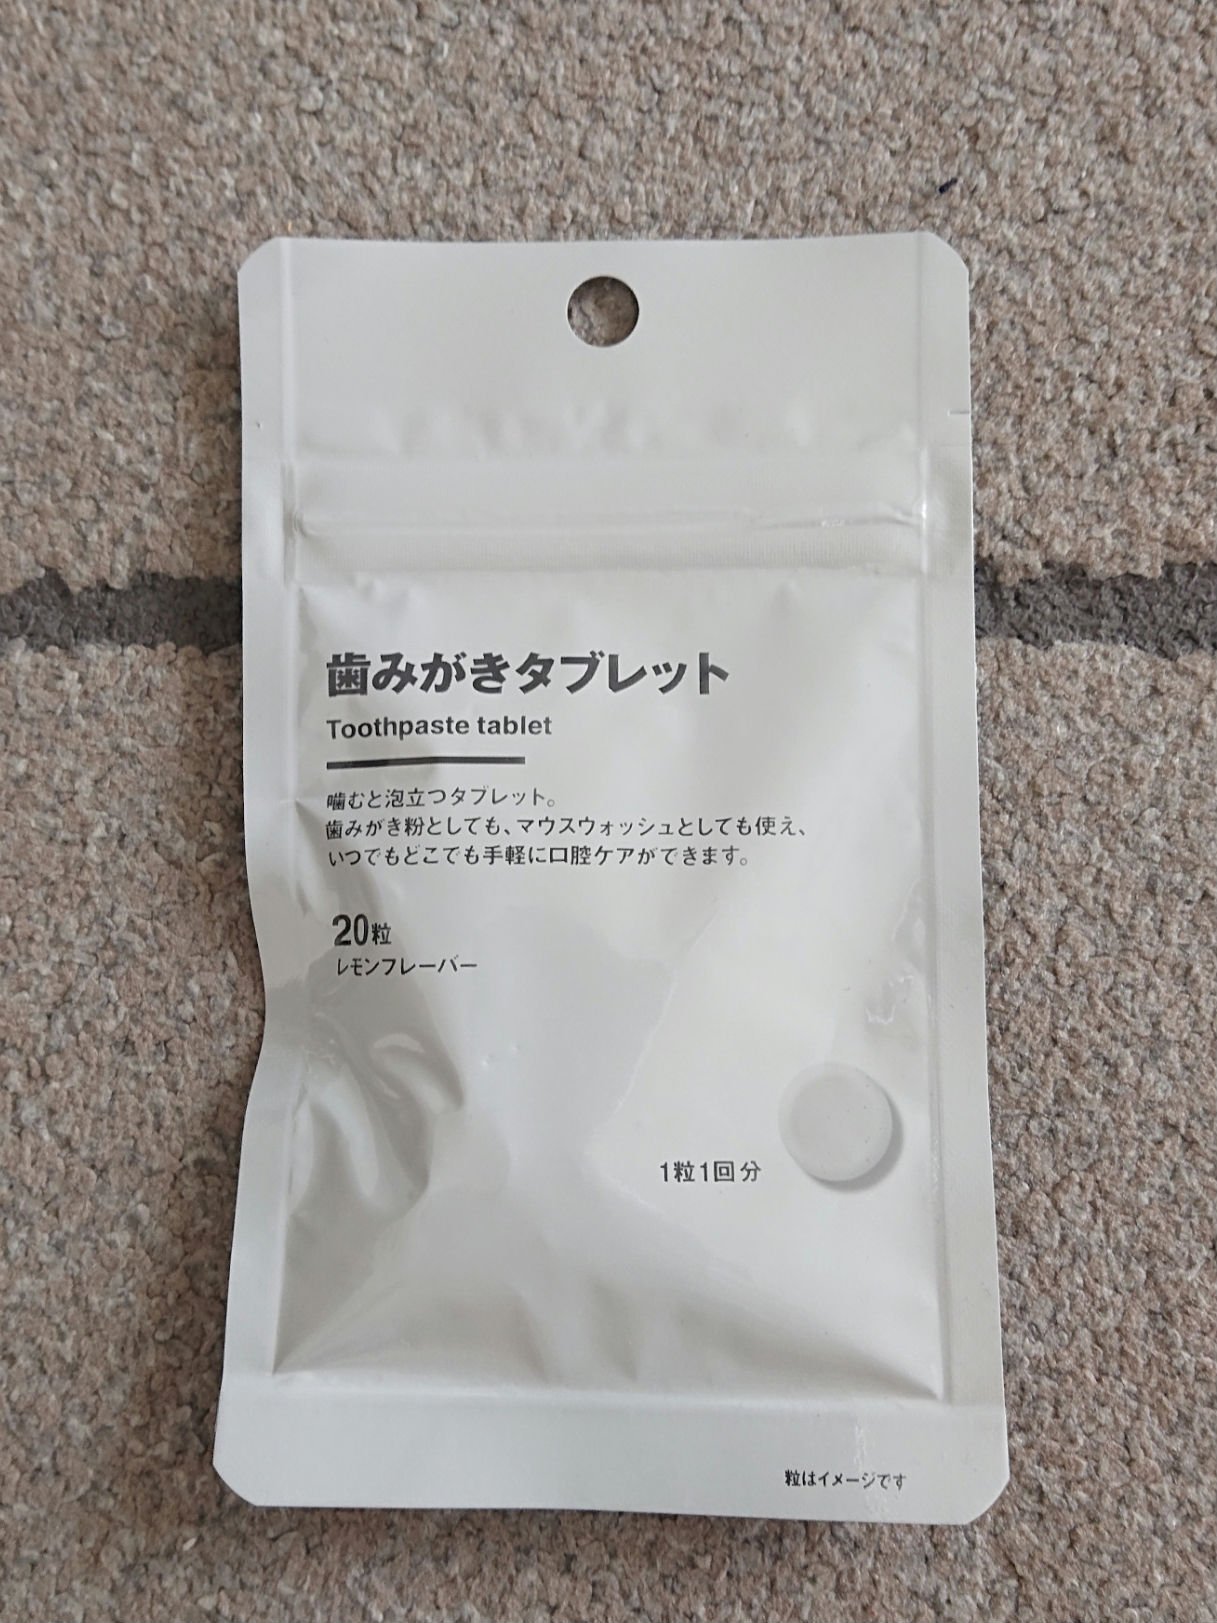 歯みがきタブレット
Toothpaste tablet
噛むと泡立つタブレット。
歯みがき粉としても、マウスウォッシュとしても使え、
いつでもどこでも手軽に口腔ケアができます。
20粒
レモンフレーバー
1粒1回分
粒はイメージです